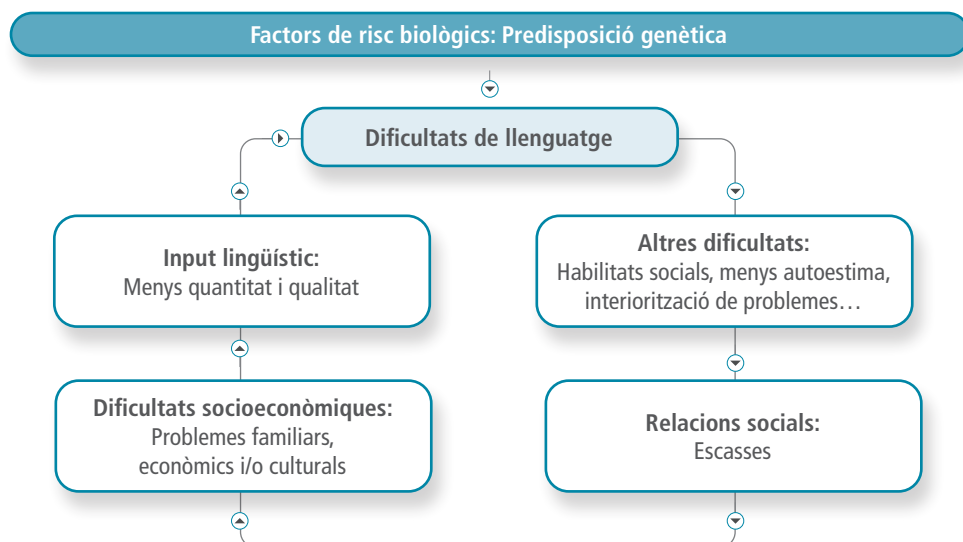 Factors de risc biològics: Predisposició genètica
Dificultats de llenguatge
Input lingüístic:
Menys quantitat i qualitat
Altres dificultats:
Habilitats socials, menys autoestima,
interiorització de problemes…
Dificultats socioeconòmiques:
Problemes familiars,
econòmics i/o culturals
Relacions socials:
Escasses